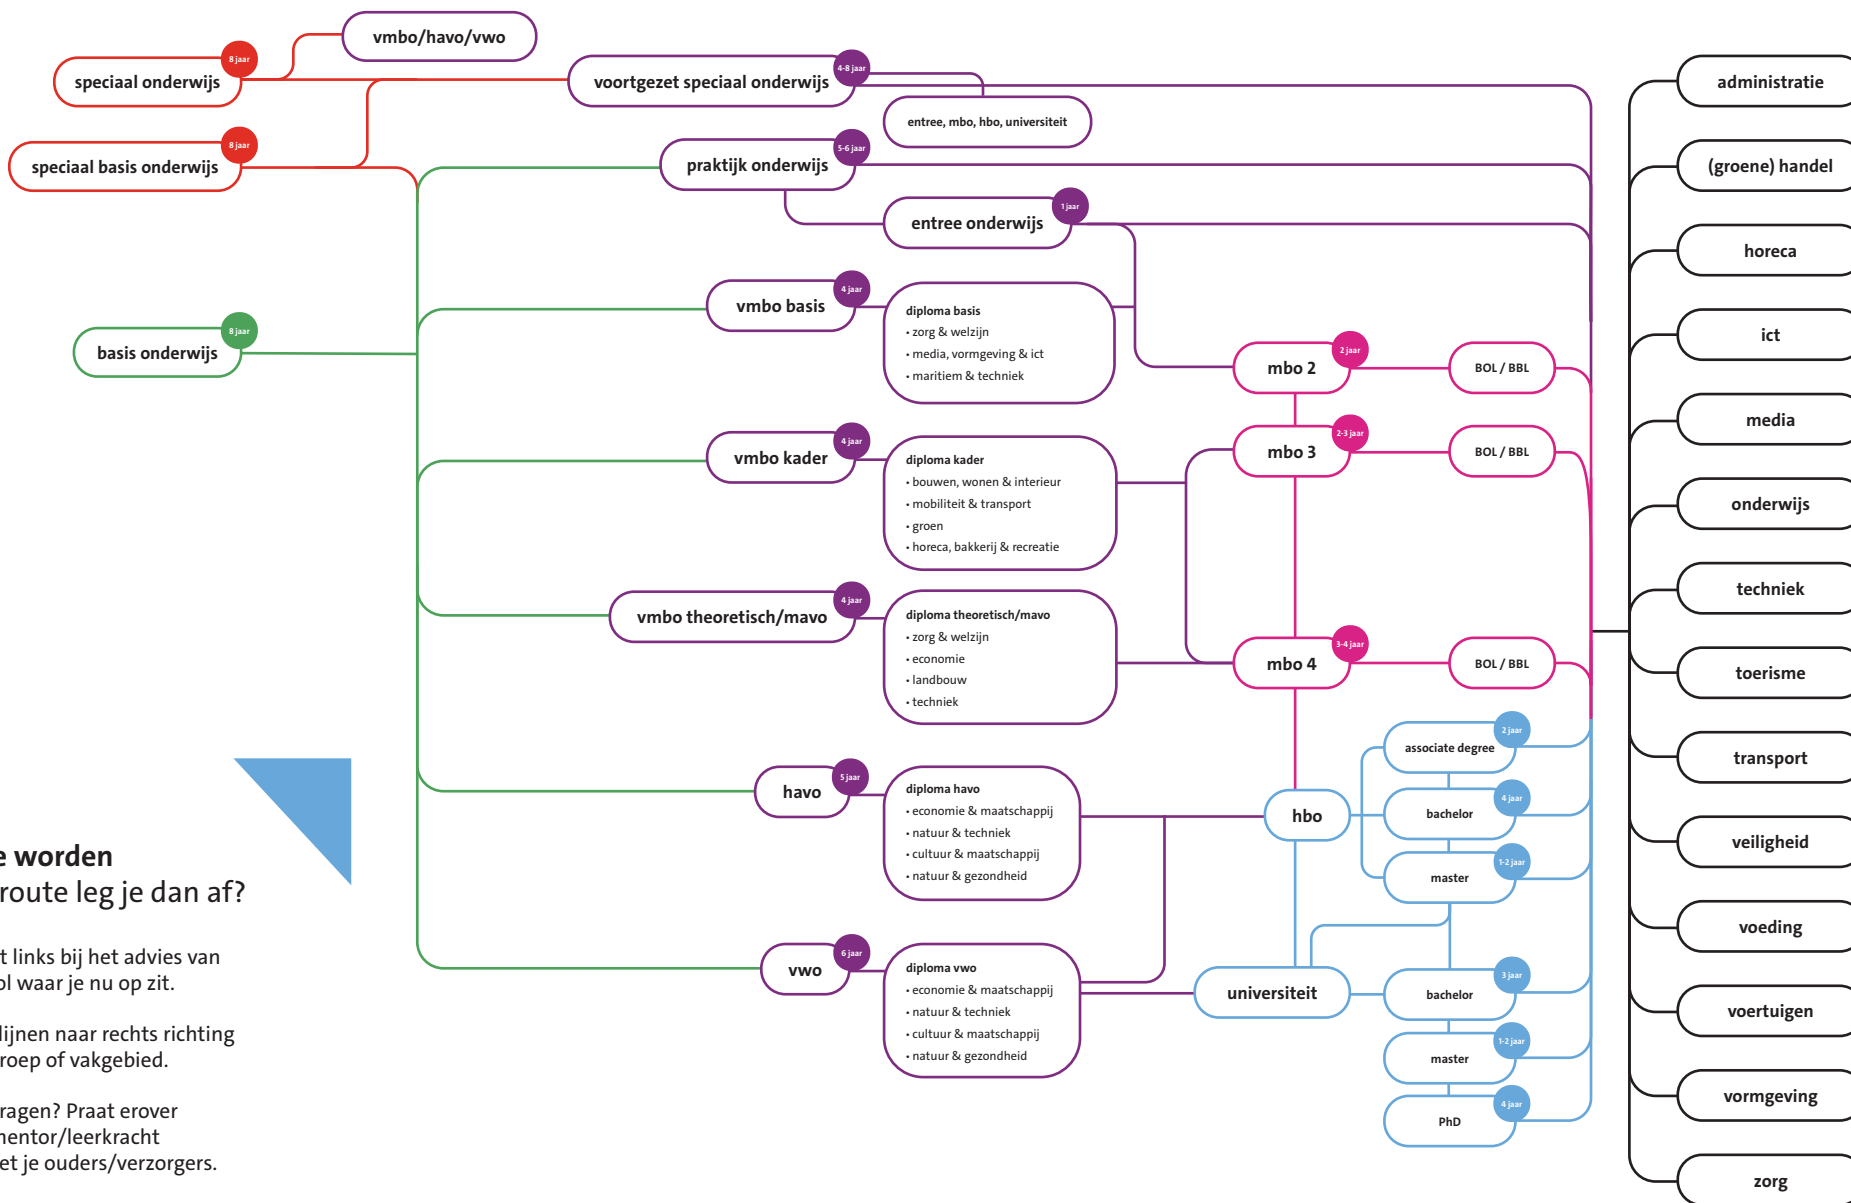 speciaal onderwijs
8 jaar
vmbo/havo/vwo
speciaal basis onderwijs
8 jaar
basis onderwijs
8 jaar
voortgezet speciaal onderwijs
4-8 jaar
entree, mbo, hbo, universiteit
praktijk onderwijs
5-6 jaar
entree onderwijs
1 jaar
vmbo basis
4 jaar
diploma basis
• zorg & welzijn
• media, vormgeving & ict
• maritiem & techniek
vmbo kader
4 jaar
diploma kader
• bouwen, wonen & interieur
• mobiliteit & transport
• groen
• horeca, bakkerij & recreatie
vmbo theoretisch/mavo
4 jaar
diploma theoretisch/mavo
• zorg & welzijn
• economie
• landbouw
• techniek
havo
5 jaar
diploma havo
• economie & maatschappij
• natuur & techniek
• cultuur & maatschappij
• natuur & gezondheid
vwo
6 jaar
diploma vwo
• economie & maatschappij
• natuur & techniek
• cultuur & maatschappij
• natuur & gezondheid
mbo 2
2 jaar
BOL / BBL
mbo 3
2-3 jaar
BOL / BBL
mbo 4
3-4 jaar
BOL / BBL
hbo
associate degree
2 jaar
bachelor
4 jaar
master
1-2 jaar
universiteit
bachelor
3 jaar
master
1-2 jaar
PhD
4 jaar
administratie
(groene) handel
horeca
ict
media
onderwijs
techniek
toerisme
transport
veiligheid
voeding
voertuigen
vormgeving
zorg
e worden
route leg je dan af?
t links bij het advies van
ol waar je nu op zit.
lijnen naar rechts richting
roep of vakgebied.
ragen? Praat erover
mentor/leerkracht
et je ouders/verzorgers.